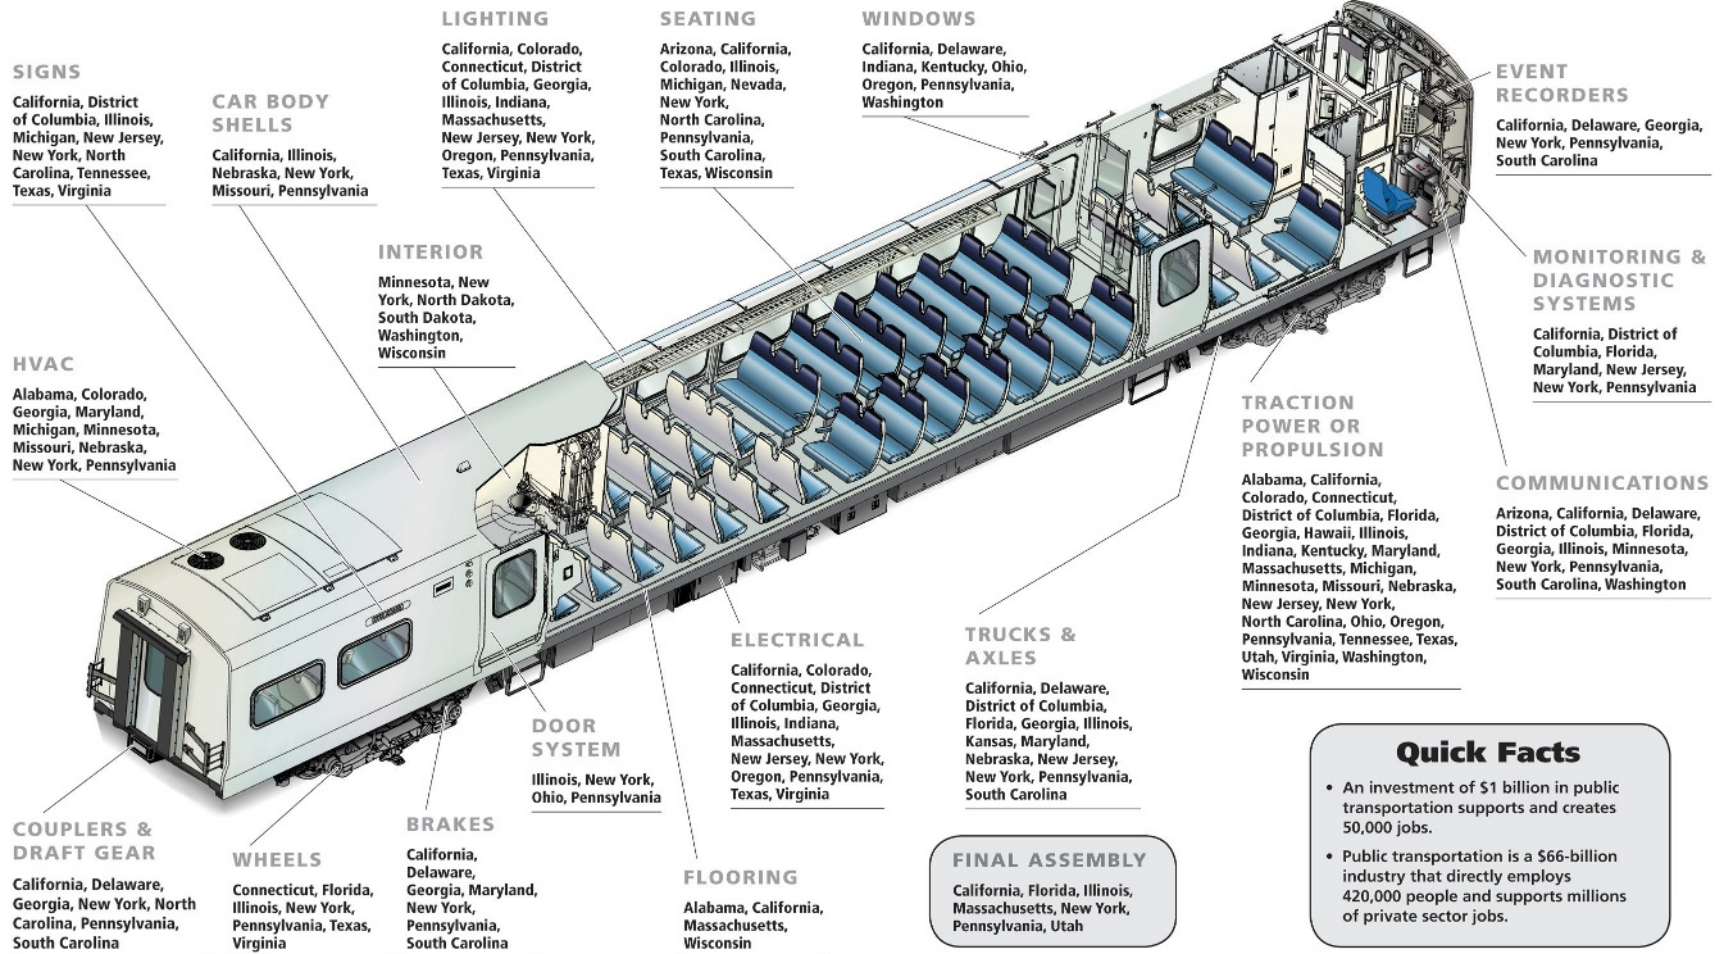 SIGNS
California, District
of Columbia, Illinois,
Michigan, New Jersey,
New York, North
Carolina, Tennessee,
Texas, Virginia
CAR BODY
SHELLS
California, Illinois,
Nebraska, New York,
Missouri, Pennsylvania
LIGHTING
California, Colorado,
Connecticut, District
of Columbia, Georgia,
Illinois, Indiana,
Massachusetts,
New Jersey, New York,
Oregon, Pennsylvania,
Texas, Virginia
SEATING
Arizona, California,
Colorado, Illinois,
Michigan, Nevada,
New York,
North Carolina,
Pennsylvania,
South Carolina,
Texas, Wisconsin
WINDOWS
California, Delaware,
Indiana, Kentucky, Ohio,
Oregon, Pennsylvania,
Washington
EVENT
RECORDERS
California, Delaware, Georgia,
New York, Pennsylvania,
South Carolina
INTERIOR
Minnesota, New
York, North Dakota,
South Dakota,
Washington,
Wisconsin
MONITORING &
DIAGNOSTIC
SYSTEMS
California, District of
Columbia, Florida,
Maryland, New Jersey,
New York, Pennsylvania
HVAC
Alabama, Colorado,
Georgia, Maryland,
Michigan, Minnesota,
Missouri, Nebraska,
New York, Pennsylvania
TRACTION
POWER OR
PROPULSION
Alabama, California,
Colorado, Connecticut,
District of Columbia, Florida,
Georgia, Hawaii, Illinois,
Indiana, Kentucky, Maryland,
Massachusetts, Michigan,
Minnesota, Missouri, Nebraska,
New Jersey, New York,
North Carolina, Ohio, Oregon,
Pennsylvania, Tennessee, Texas,
Utah, Virginia, Washington,
Wisconsin
COMMUNICATIONS
Arizona, California, Delaware,
District of Columbia, Florida,
Georgia, Illinois, Minnesota,
New York, Pennsylvania,
South Carolina, Washington
ELECTRICAL
California, Colorado,
Connecticut, District
of Columbia, Georgia,
Illinois, Indiana,
Massachusetts,
New Jersey, New York,
Oregon, Pennsylvania,
Texas, Virginia
TRUCKS &
AXLES
California, Delaware,
District of Columbia,
Florida, Georgia, Illinois,
Kansas, Maryland,
Nebraska, New Jersey,
New York, Pennsylvania,
South Carolina
DOOR
SYSTEM
Illinois, New York,
Ohio, Pennsylvania
COUPLERS &
DRAFT GEAR
California, Delaware,
Georgia, New York, North
Carolina, Pennsylvania,
South Carolina
WHEELS
Connecticut, Florida,
Illinois, New York,
Pennsylvania, Texas,
Virginia
BRAKES
California,
Delaware,
Georgia, Maryland,
New York,
Pennsylvania,
South Carolina
FLOORING
Alabama, California,
Massachusetts,
Wisconsin
FINAL ASSEMBLY
California, Florida, Illinois,
Massachusetts, New York,
Pennsylvania, Utah
Quick Facts
• An investment of $1 billion in public
transportation supports and creates
50,000 jobs.
• Public transportation is a $66-billion
industry that directly employs
420,000 people and supports millions
of private sector jobs.